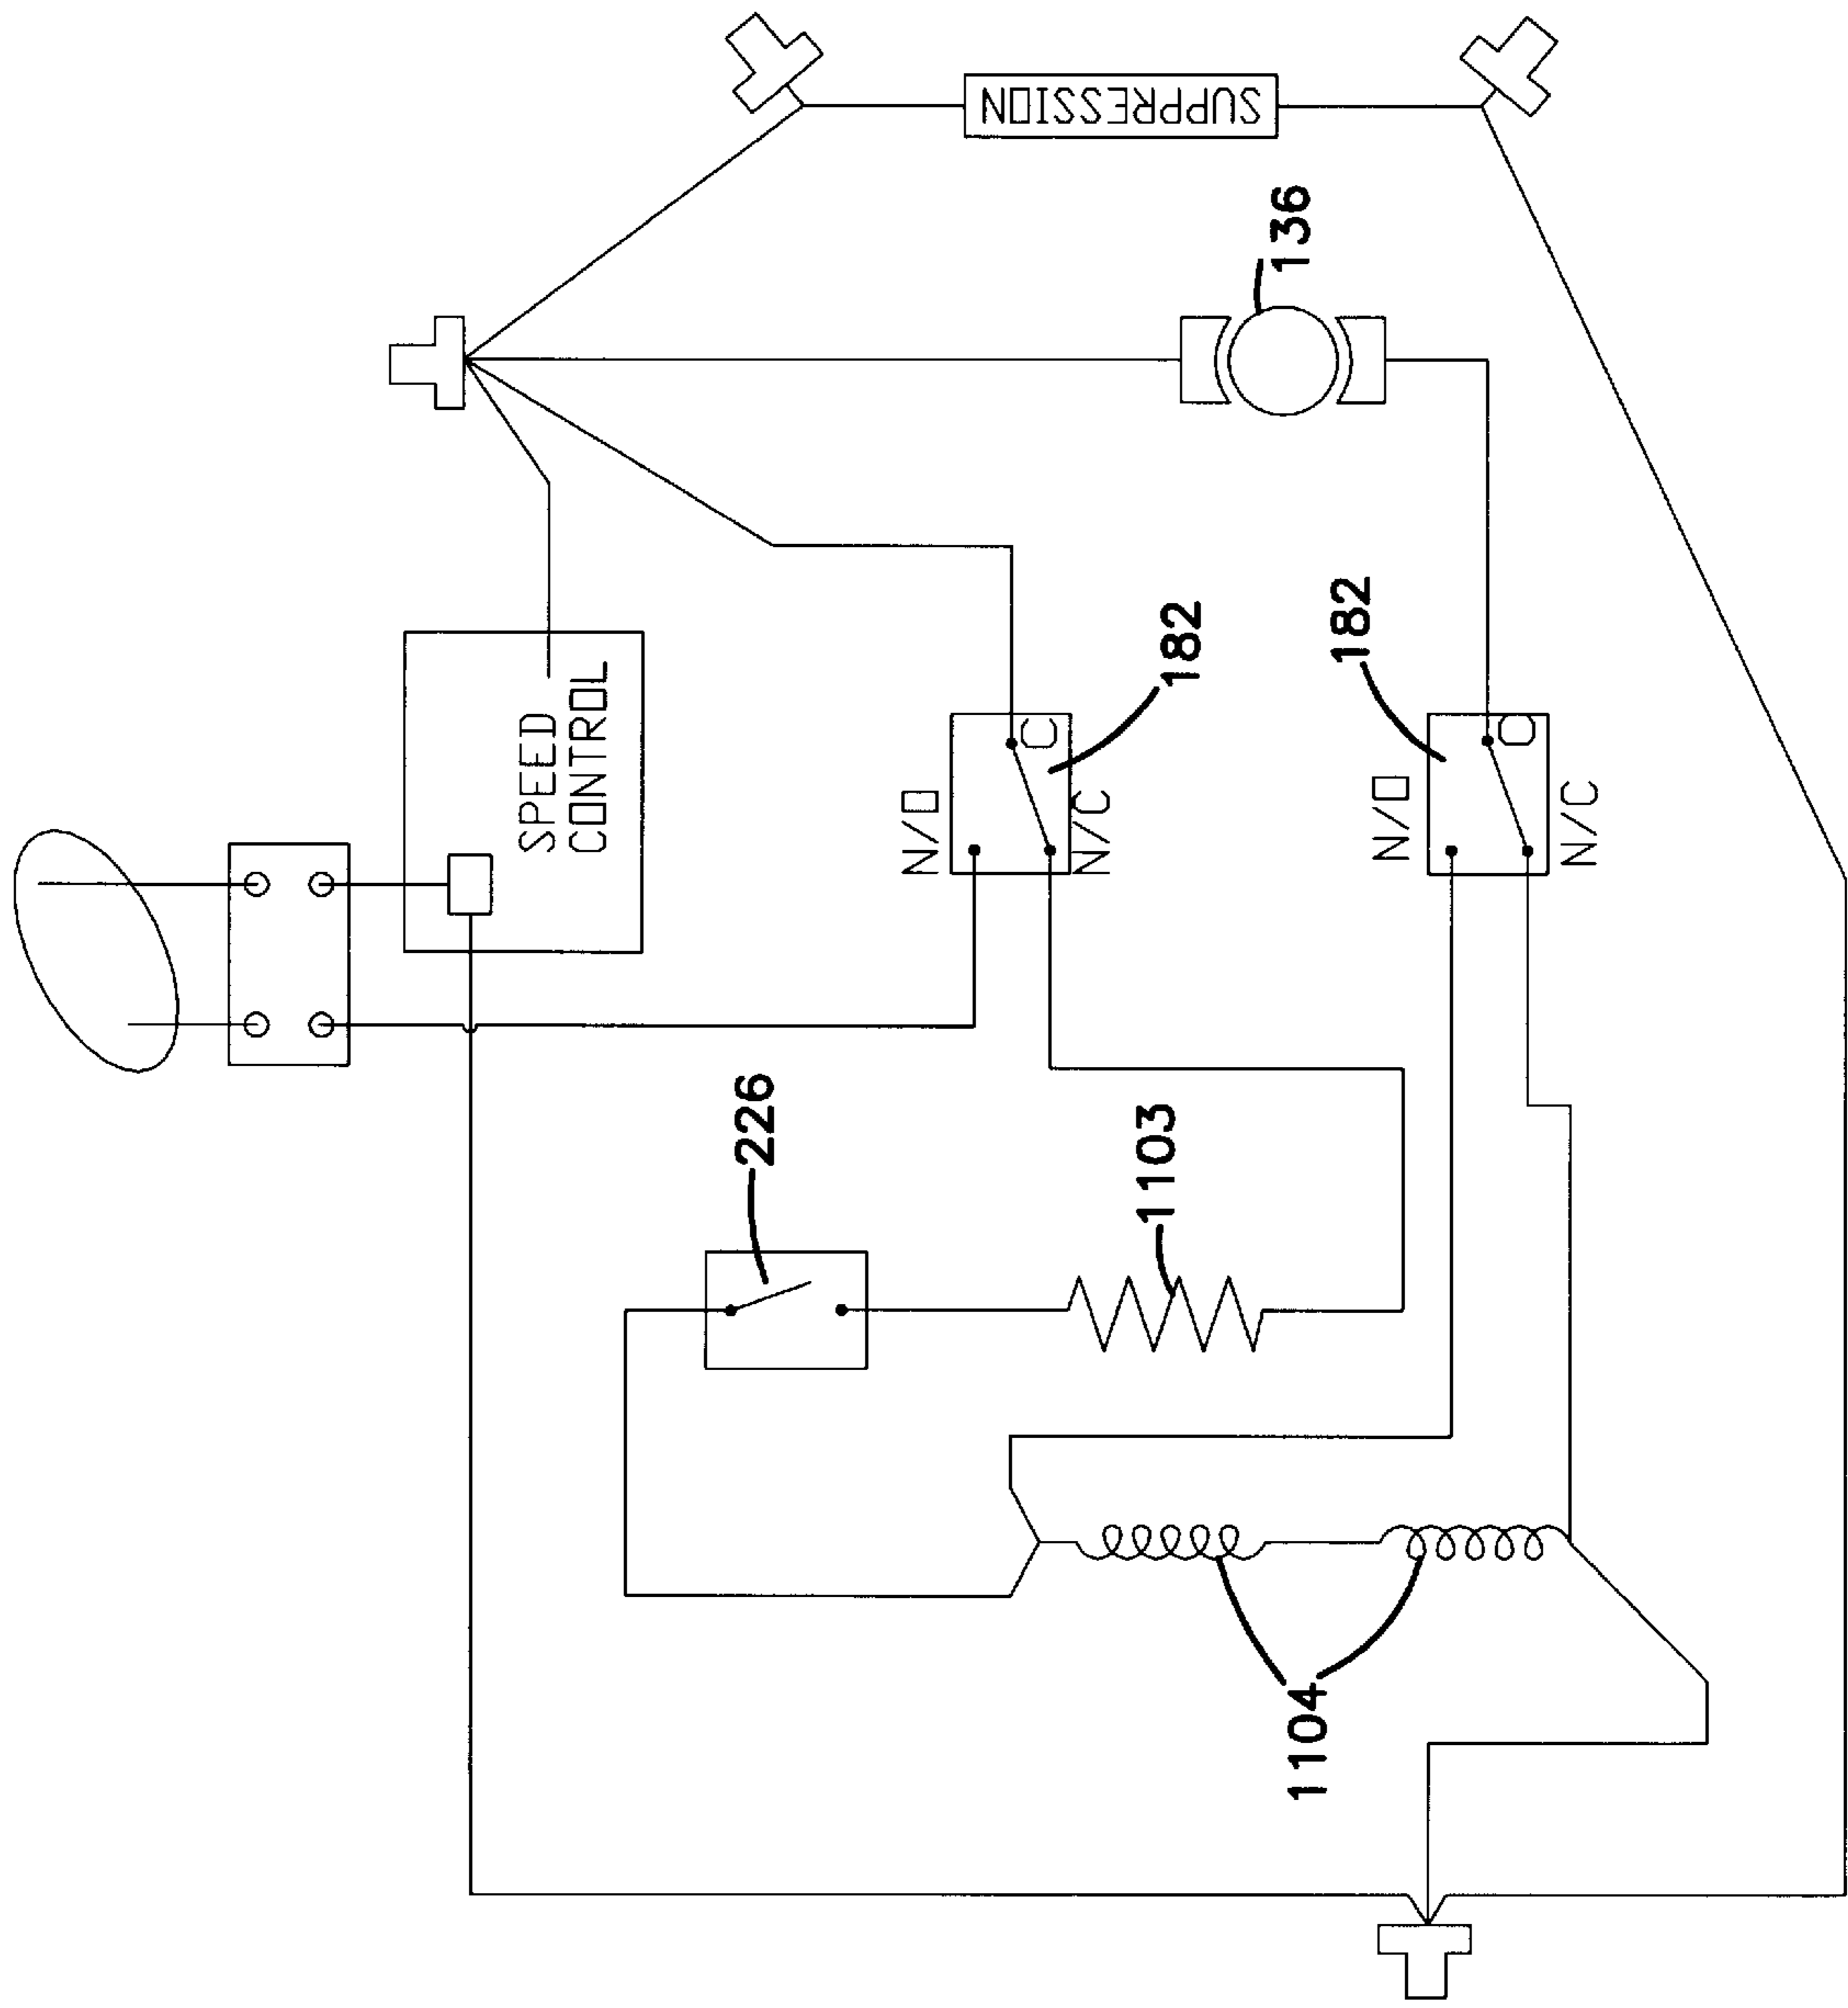 SUPPRESSION
136
SPEED
CONTROL
182
182
N/O
C
N/C
N/O
C
N/C
226
1103
1104